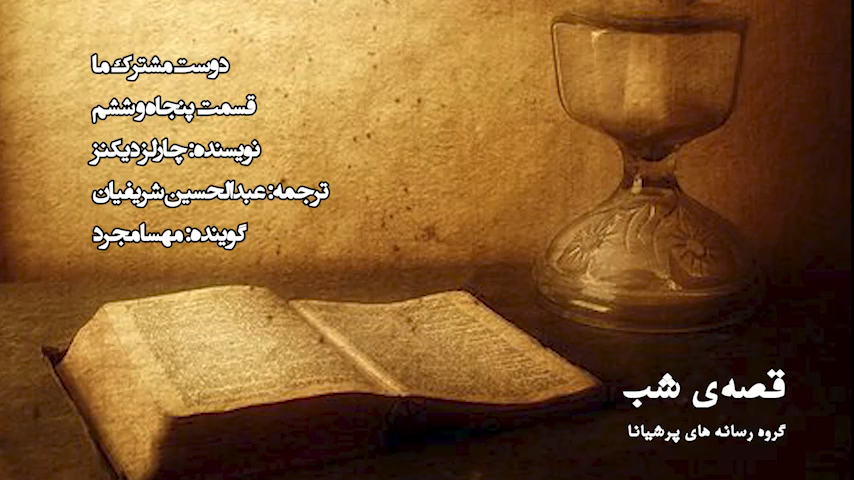 دوست مشترک ما
قسمت پنجاه و ششم
نویسنده: چارلز دیکنز
ترجمه: عبدالحسین شریفیان
گوینده: مهسا مجرد
قصه‌ی شب
گروه رسانه های پرشیانا